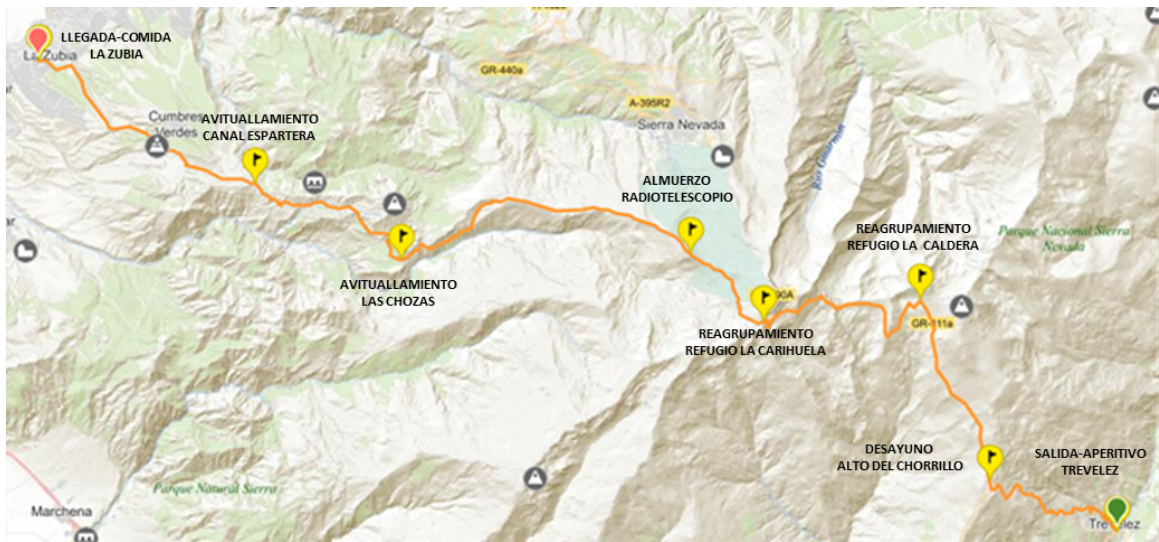 LLEGADA-COMIDA
LA ZUBIA
La Zubia
GR-440a
A-395R2
Sierra Nevada
AVITUALLAMIENTO
CANAL ESPARTERA
Cumbres
Verdes
ALMUERZO
RADIOTELESCOPIO
REAGRUPAMIENTO
REFUGIO LA CALDERA
Parque Nacional Sierra
Nevada
AVITUALLAMIENTO
LAS CHOZAS
90A
GR-111a
REAGRUPAMIENTO
REFUGIO LA CARIHUELA
DESAYUNO
ALTO DEL CHORRILLO
SALIDA-APERITIVO
TREVELEZ
Parque Natural Sierra
Marchena